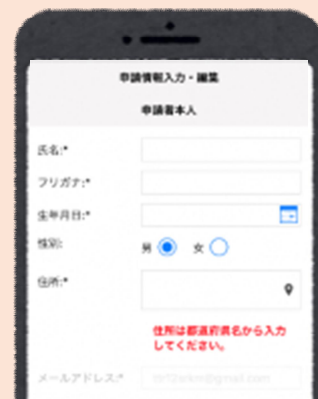 申請情報入力・編集
申請者本人
氏名:*
フリガナ:*
生年月日:*
性別:
男 女
住所:*
住所は都道府県名から入力
してください。
メールアドレス:*